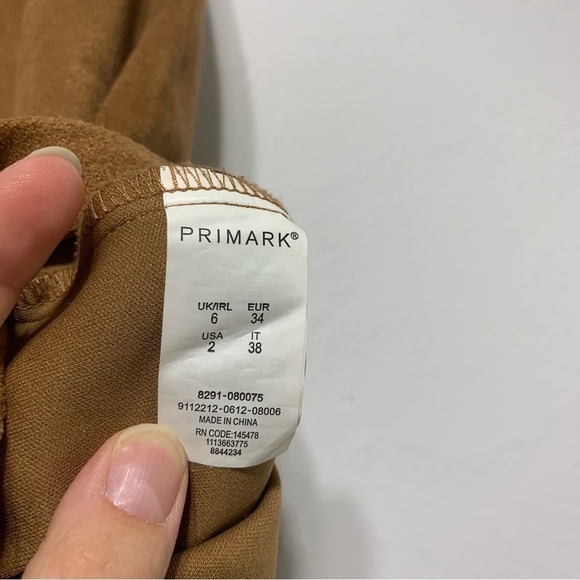 PRIMARK®
UK/IRL EUR
6 34
USA IT
2 38
8291-080075
9112212-0612-08006
MADE IN CHINA
RN CODE:145478
1113663775
8844234